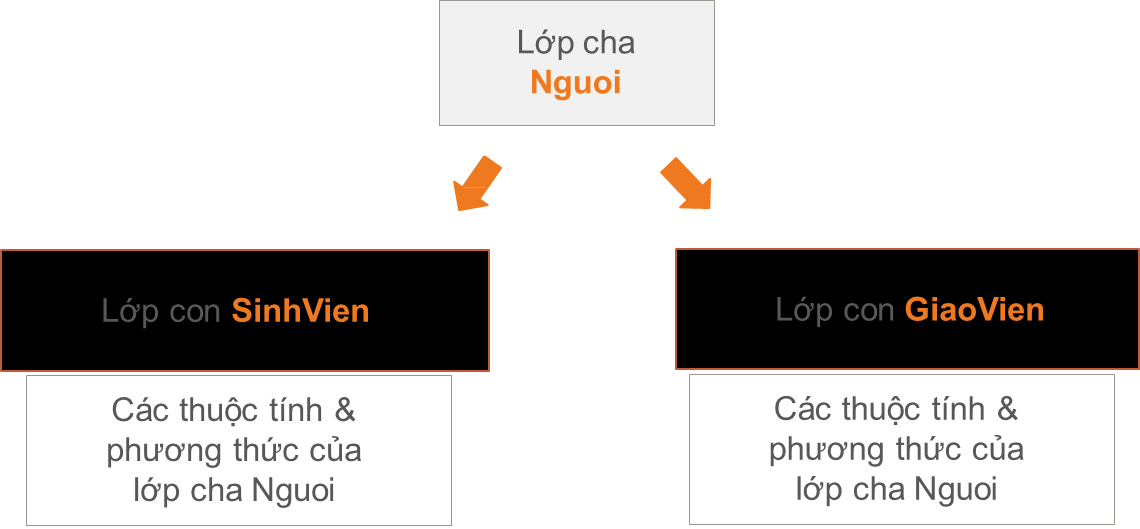 Lớp cha
Nguoi
Lớp con SinhVien
Các thuộc tính &
phương thức của
lớp cha Nguoi
Lớp con GiaoVien
Các thuộc tính &
phương thức của
lớp cha Nguoi